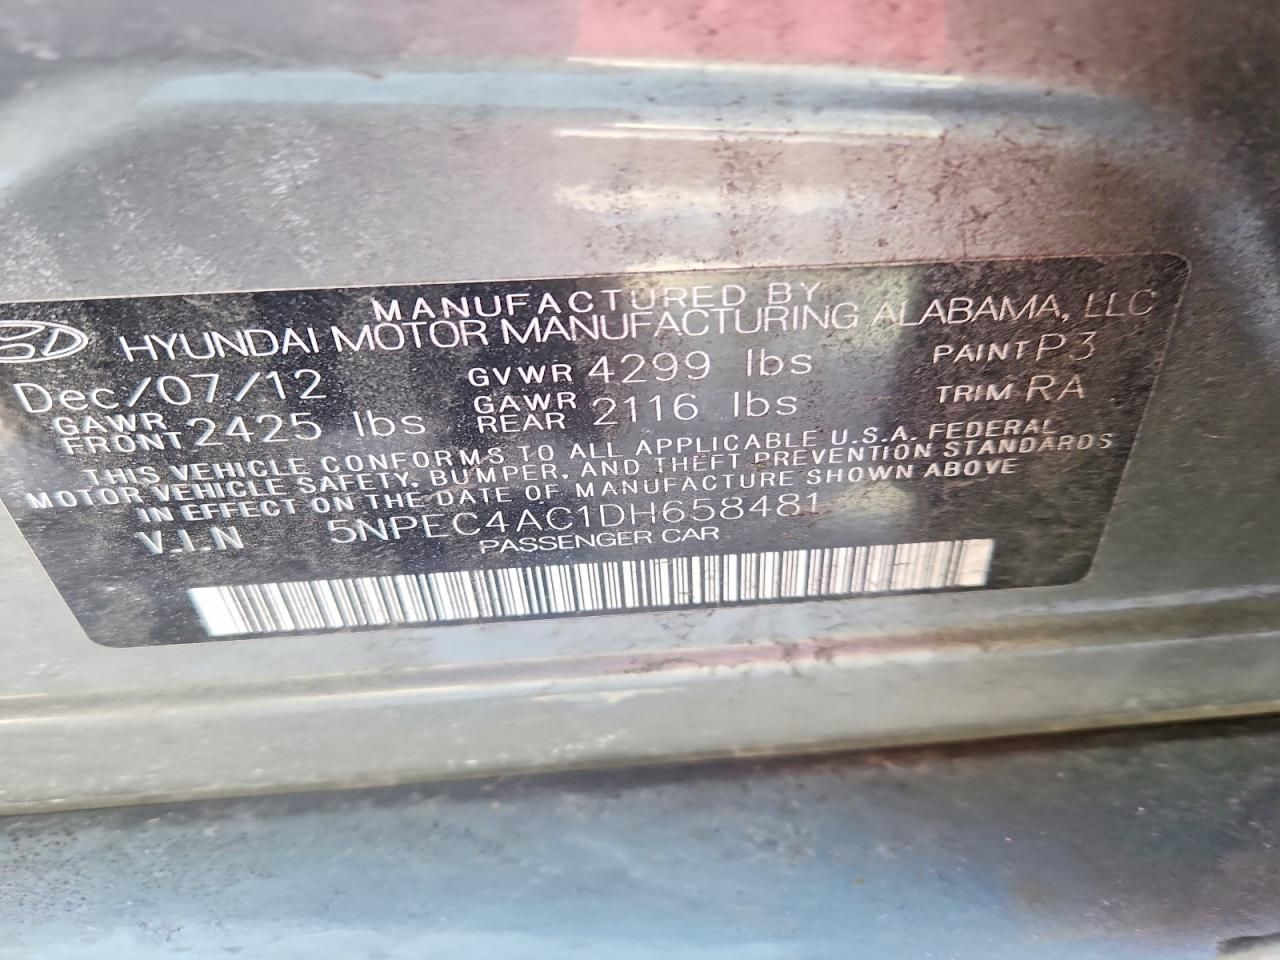 MANUFACTURED BY
HYUNDAI MOTOR MANUFACTURING ALABAMA, LLC
Dec/07/12 GVWR 4299 lbs PAINT P3
GAWR FRONT 2425 lbs GAWR REAR 2116 lbs TRIM RA
THIS VEHICLE CONFORMS TO ALL APPLICABLE U.S.A. FEDERAL
MOTOR VEHICLE SAFETY, BUMPER, AND THEFT PREVENTION STANDARDS
IN EFFECT ON THE DATE OF MANUFACTURE SHOWN ABOVE
V.I.N 5NPEC4AC1DH658481
PASSENGER CAR